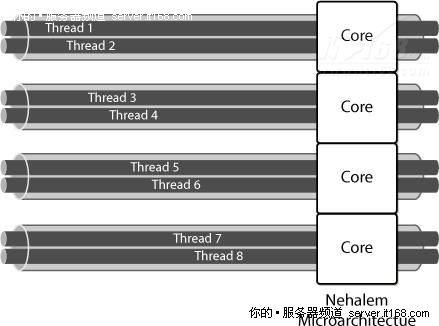 你的·服务器频道 server.it168.com
Thread 1
Thread 2
Core
Thread 3
Thread 4
Core
Thread 5
Thread 6
Core
Thread 7
Thread 8
Core
Nehalem
Microarchitectue
你的·服务器频道 server.it168.com